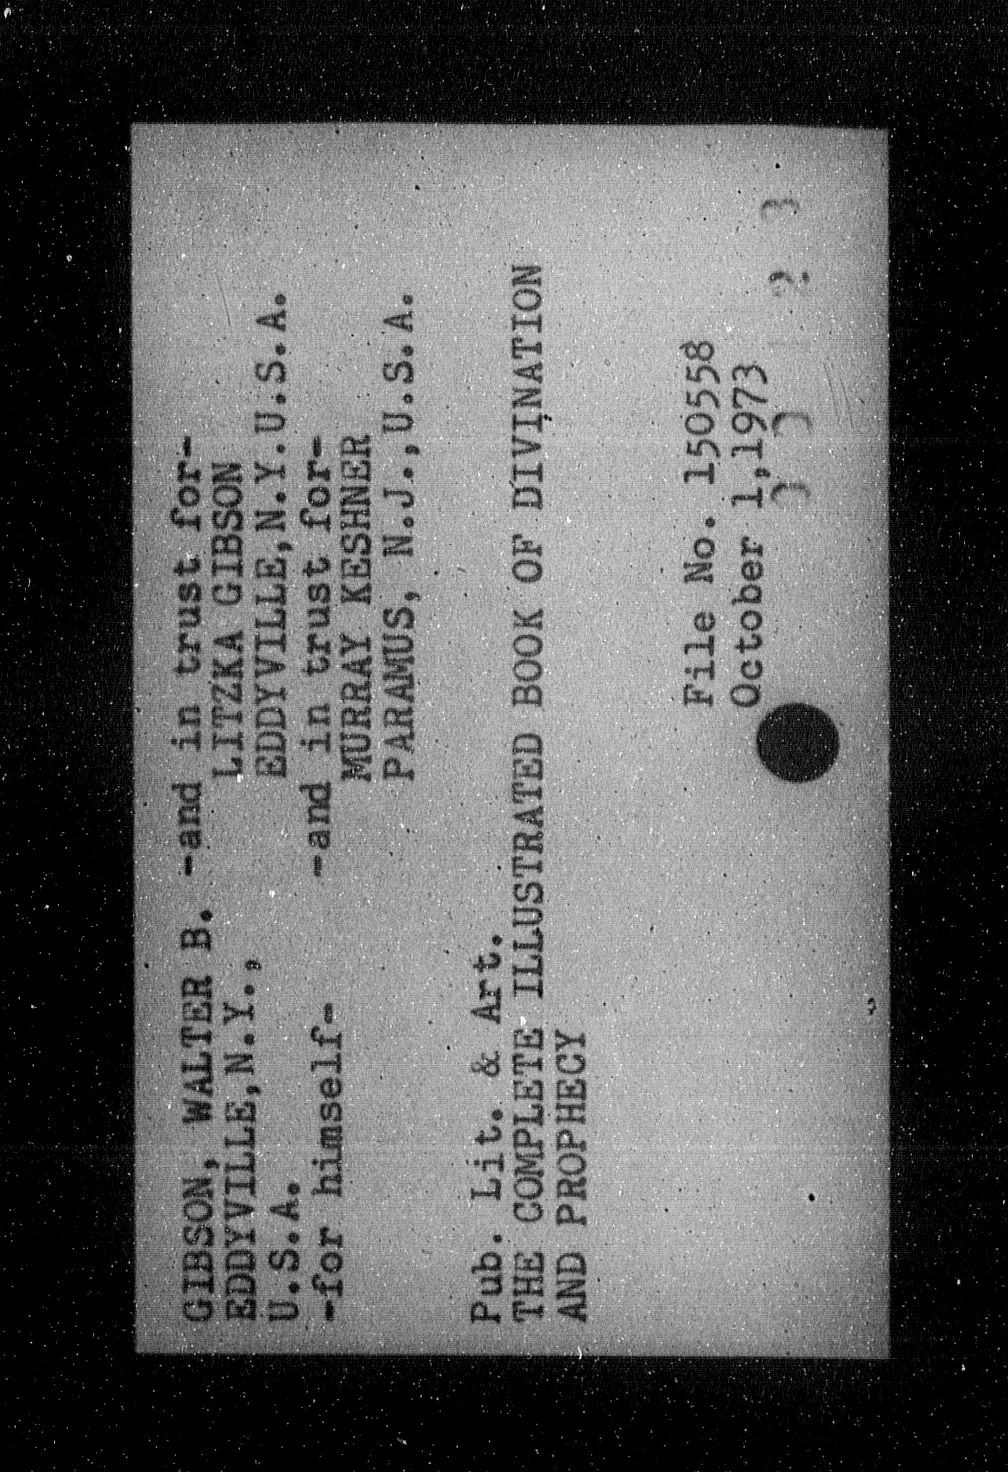 GIBSON, WALTER B. -and in trust for-
EDDYVILLE,N.Y., LITZKA GIBSON
U.S.A. EDDYVILLE,N.Y.U.S.A.
-for himself- -and in trust for-
MURRAY KESHNER
PARAMUS, N.J.,U.S.A.
Pub. Lit. & Art.
THE COMPLETE ILLUSTRATED BOOK OF DIVINATION
AND PROPHECY
File No. 150558
October 1,1973